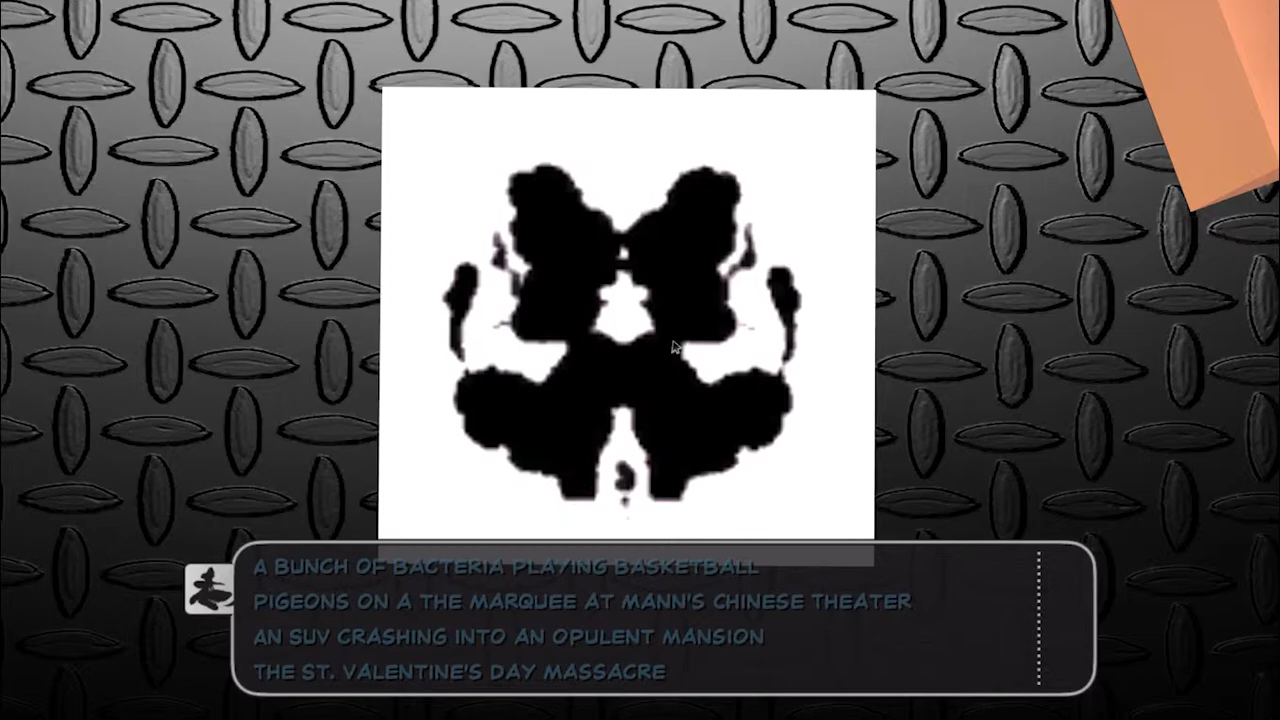 A BUNCH OF BACTERIA PLAYING BASKETBALL
PIGEONS ON A THE MARQUEE AT MANN'S CHINESE THEATER
AN SUV CRASHING INTO AN OPULENT MANSION
THE ST. VALENTINE'S DAY MASSACRE